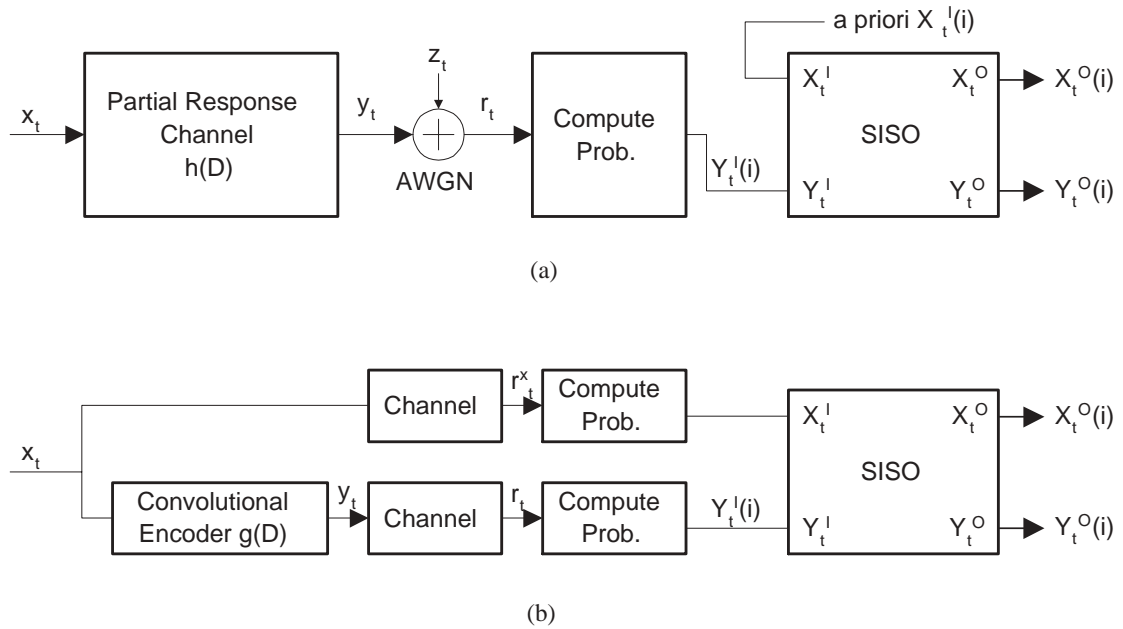 a priori X_t^I(i)
x_t
Partial Response
Channel
h(D)
y_t
z_t
+
AWGN
r_t
Compute
Prob.
Y_t^I(i)
X_t^I
X_t^O
SISO
Y_t^I
Y_t^O
X_t^O(i)
Y_t^O(i)
(a)
x_t
Channel
r_t^x
Compute
Prob.
Convolutional
Encoder g(D)
y_t
Channel
r_t
Compute
Prob.
Y_t^I(i)
X_t^I
X_t^O
SISO
Y_t^I
Y_t^O
X_t^O(i)
Y_t^O(i)
(b)